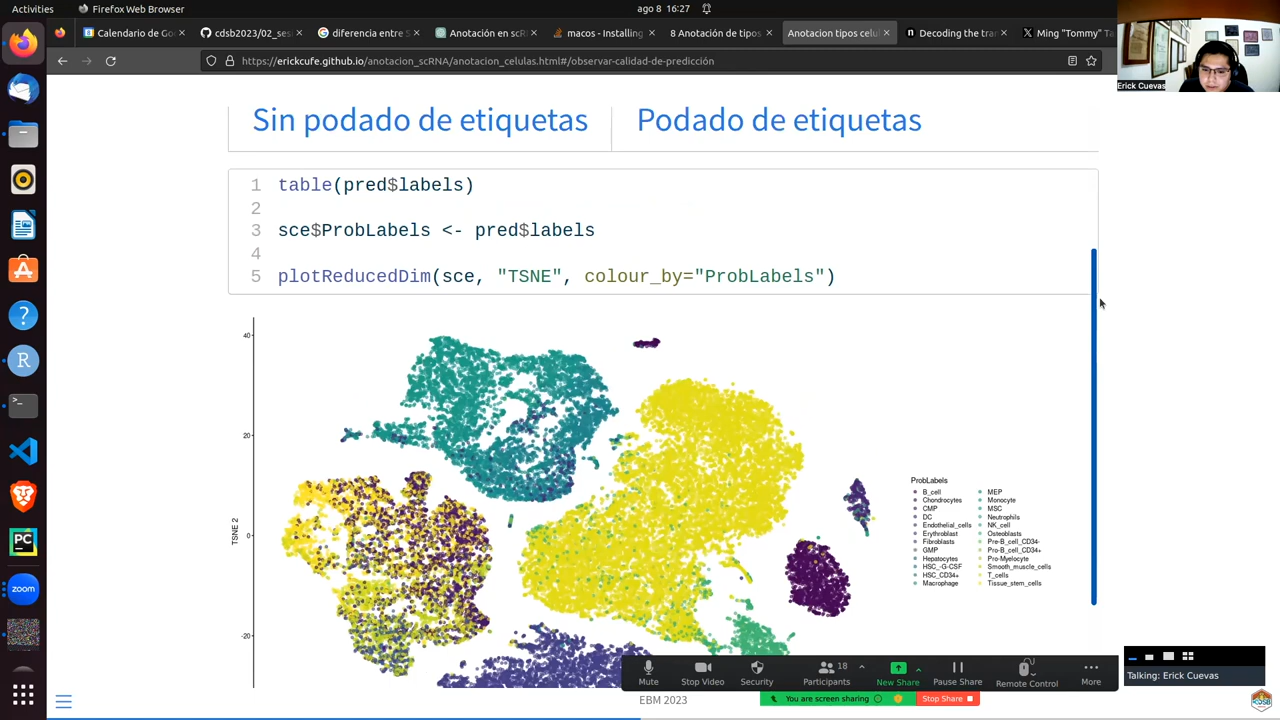 Activities
Firefox Web Browser
ago 8 16:27
Calendario de Go
cdsb2023/02_sesi
diferencia entre S
Anotación en scR
macos - Installing
8 Anotación de tipos
Anotacion tipos celul
Decoding the tra
Ming "Tommy" Ta
https://erickcufe.github.io/anotacion_scRNA/anotacion_celulas.html#/observar-calidad-de-predicción
Erick Cuevas
Sin podado de etiquetas
Podado de etiquetas
1 table(pred$labels)
2
3 sce$ProbLabels <- pred$labels
4
5 plotReducedDim(sce, "TSNE", colour_by="ProbLabels")
40
20
0
-20
TSNE 2
ProbLabels
B_cell
Chondrocytes
CMP
DC
Endothelial_cells
Erythroblast
Fibroblasts
GMP
Hepatocytes
HSC_-G-CSF
HSC_CD34+
Macrophage
MEP
Monocyte
MSC
Neutrophils
NK_cell
Osteoblasts
Pre-B_cell_CD34-
Pro-B_cell_CD34+
Pro-Myelocyte
Smooth_muscle_cells
T_cells
Tissue_stem_cells
Mute
Stop Video
Security
18
Participants
New Share
Pause Share
Remote Control
More
You are screen sharing
Stop Share
Talking: Erick Cuevas
EBM 2023
zoom
PC
R